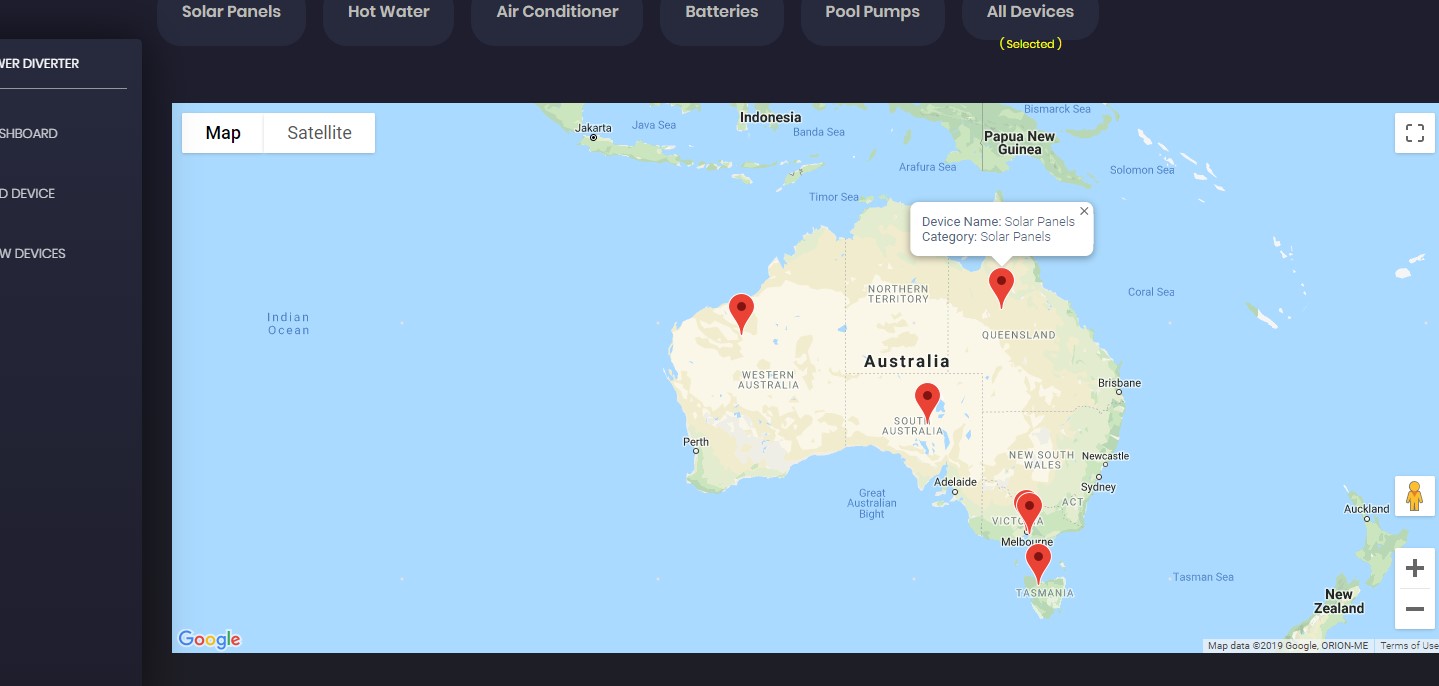 Solar Panels
Hot Water
Air Conditioner
Batteries
Pool Pumps
All Devices
( Selected )
WER DIVERTER
SHBOARD
D DEVICE
W DEVICES
Map
Satellite
Jakarta
Java Sea
Indonesia
Banda Sea
Bismarck Sea
Papua New
Guinea
Arafura Sea
Solomon Sea
Timor Sea
Device Name: Solar Panels
Category: Solar Panels
NORTHERN
TERRITORY
Coral Sea
Indian
Ocean
QUEENSLAND
Australia
WESTERN
AUSTRALIA
Brisbane
SOUTH
AUSTRALIA
Perth
NEW SOUTH
WALES
Newcastle
Adelaide
Sydney
Great
Australian
Bight
ACT
VICTORIA
Melbourne
Auckland
Tasman Sea
TASMANIA
New
Zealand
Google
Map data ©2019 Google, ORION-ME
Terms of Use